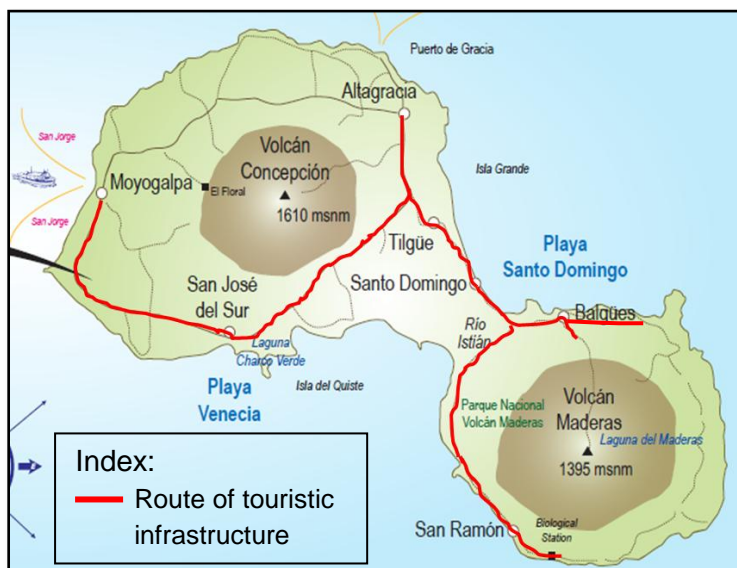 Puerto de Gracia
Altagracia
San Jorge
Volcán
Concepción
Isla Grande
Moyogalpa
El Floral
1610 msnm
San Jorge
Tilgüe
Playa
Santo Domingo
San José
del Sur
Santo Domingo
Balgües
Río
Istián
Laguna
Charco Verde
Playa
Venecia
Isla del Quiste
Parque Nacional
Volcán Maderas
Volcán
Maderas
Laguna del Maderas
1395 msnm
Index:
Route of touristic
infrastructure
San Ramón
Biological
Station